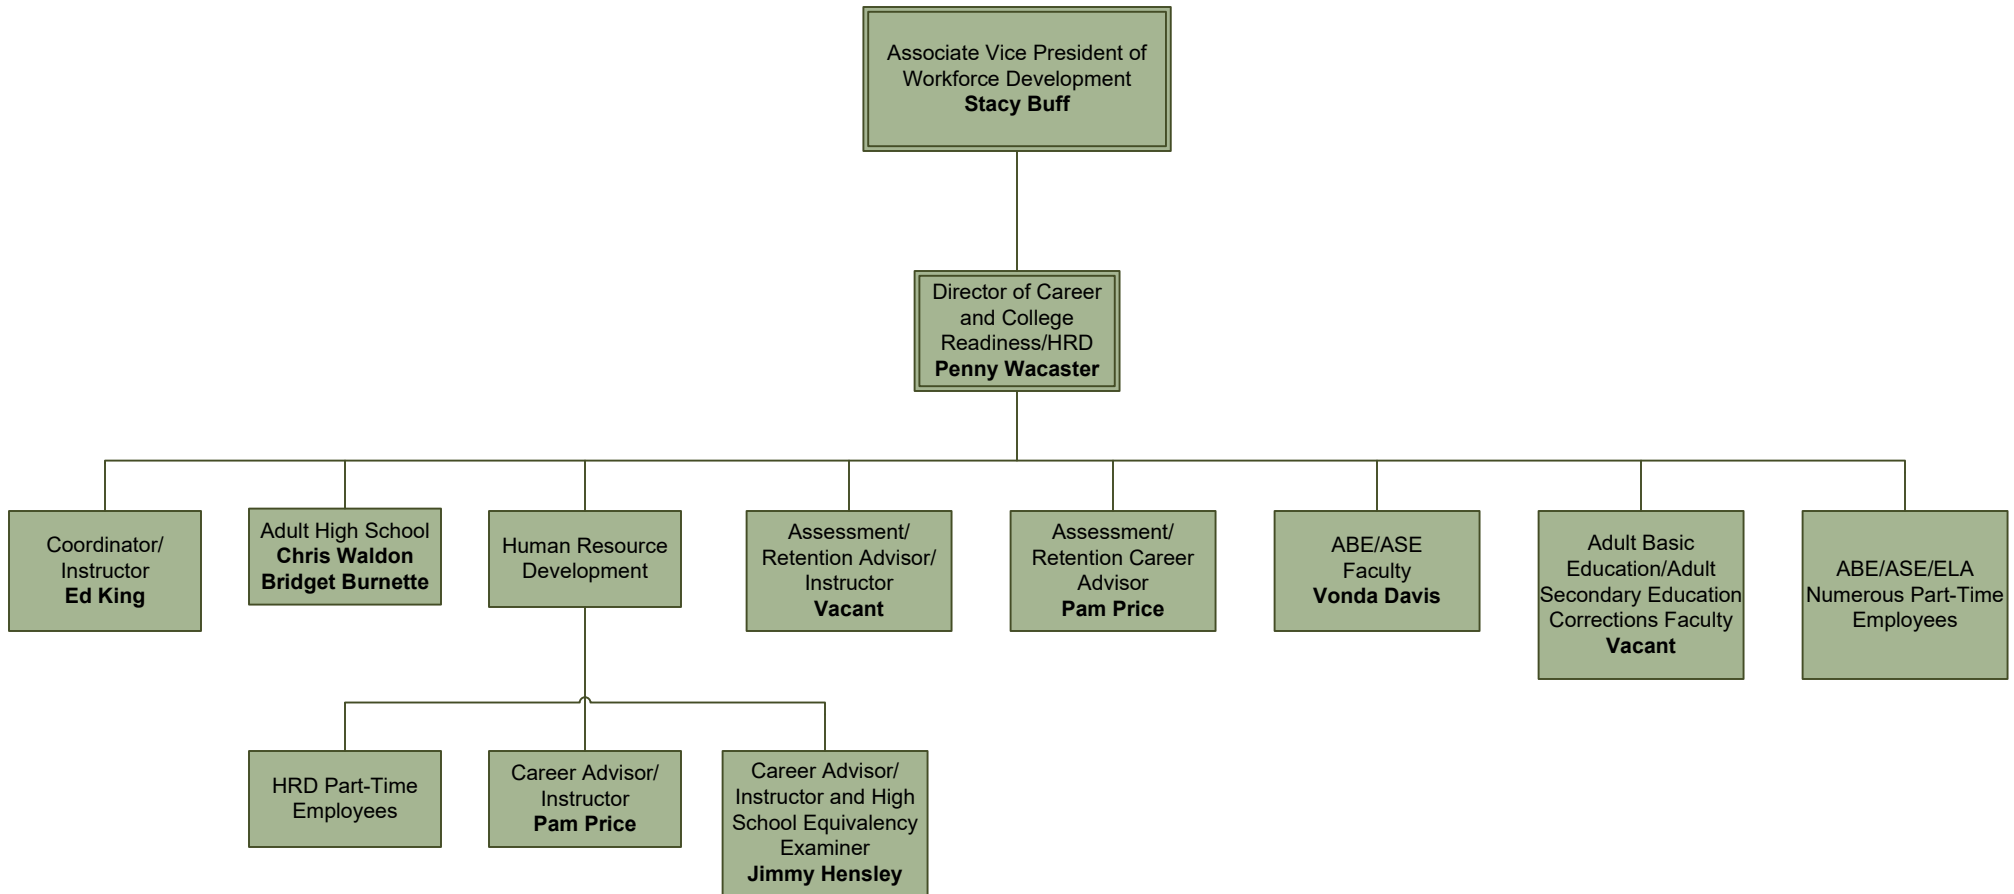 Associate Vice President of
Workforce Development
Stacy Buff
Director of Career
and College
Readiness/HRD
Penny Wacaster
Coordinator/
Instructor
Ed King
Adult High School
Chris Waldon
Bridget Burnette
Human Resource
Development
Assessment/
Retention Advisor/
Instructor
Vacant
Assessment/
Retention Career
Advisor
Pam Price
ABE/ASE
Faculty
Vonda Davis
Adult Basic
Education/Adult
Secondary Education
Corrections Faculty
Vacant
ABE/ASE/ELA
Numerous Part-Time
Employees
HRD Part-Time
Employees
Career Advisor/
Instructor
Pam Price
Career Advisor/
Instructor and High
School Equivalency
Examiner
Jimmy Hensley